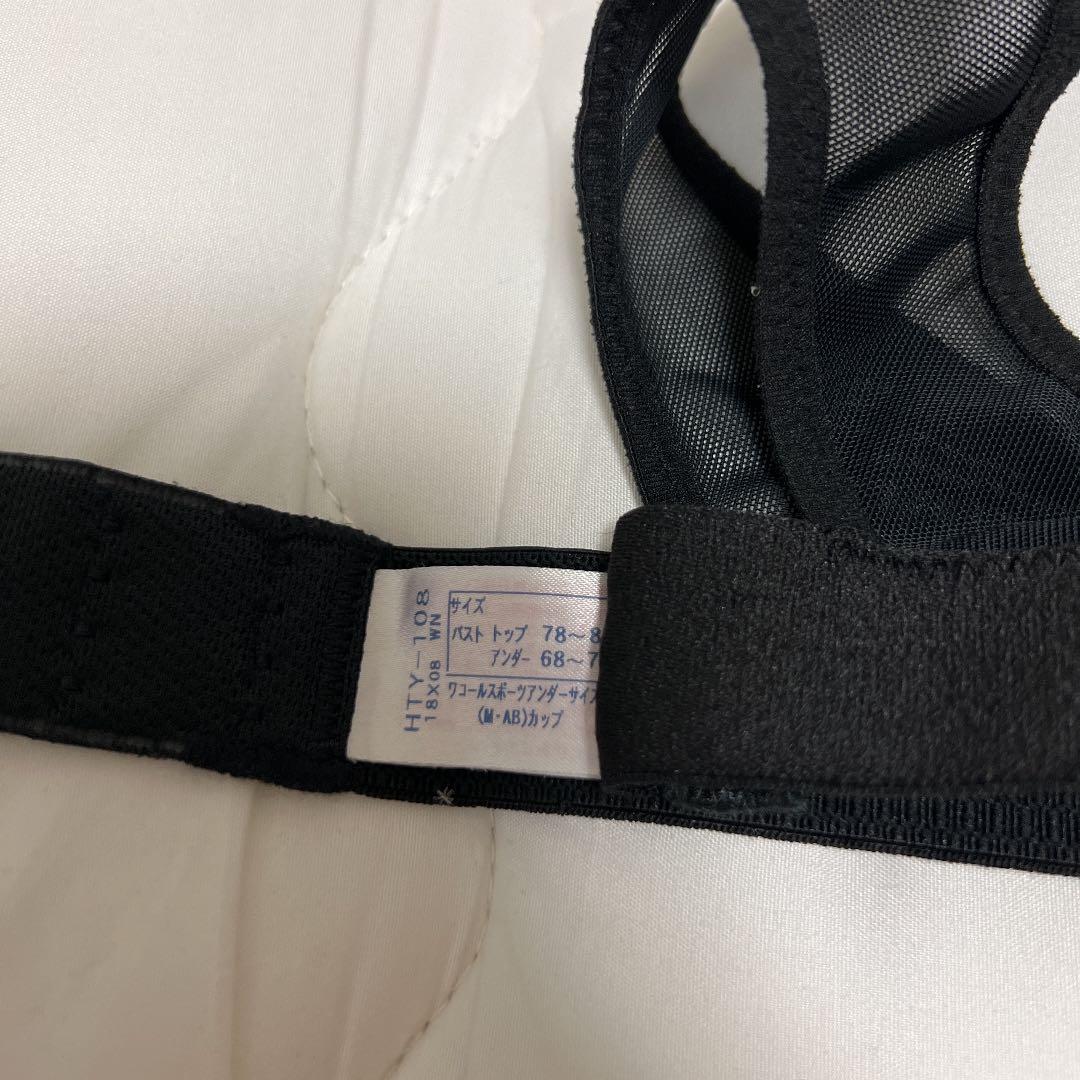 HTY-108
18X08 WN
サイズ
バスト トップ 78~8
アンダー 68~7
ワコールスポーツアンダーサイズ
(M·AB)カップ